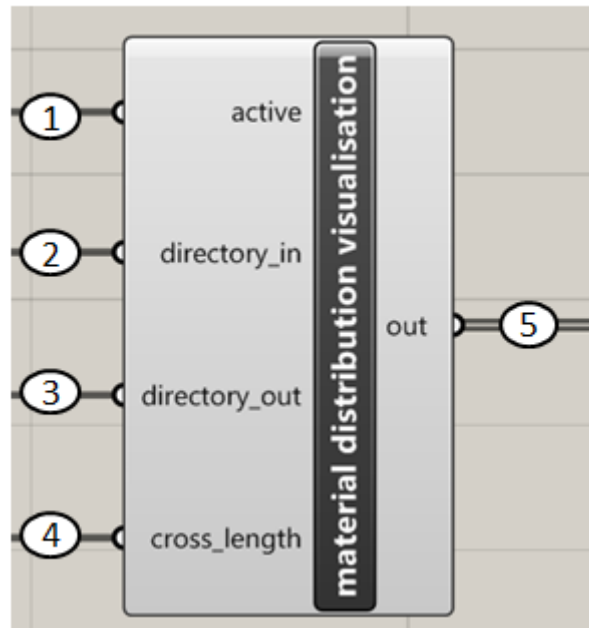 1
active
2
directory_in
3
directory_out
4
cross_length
material distribution visualisation
out
5